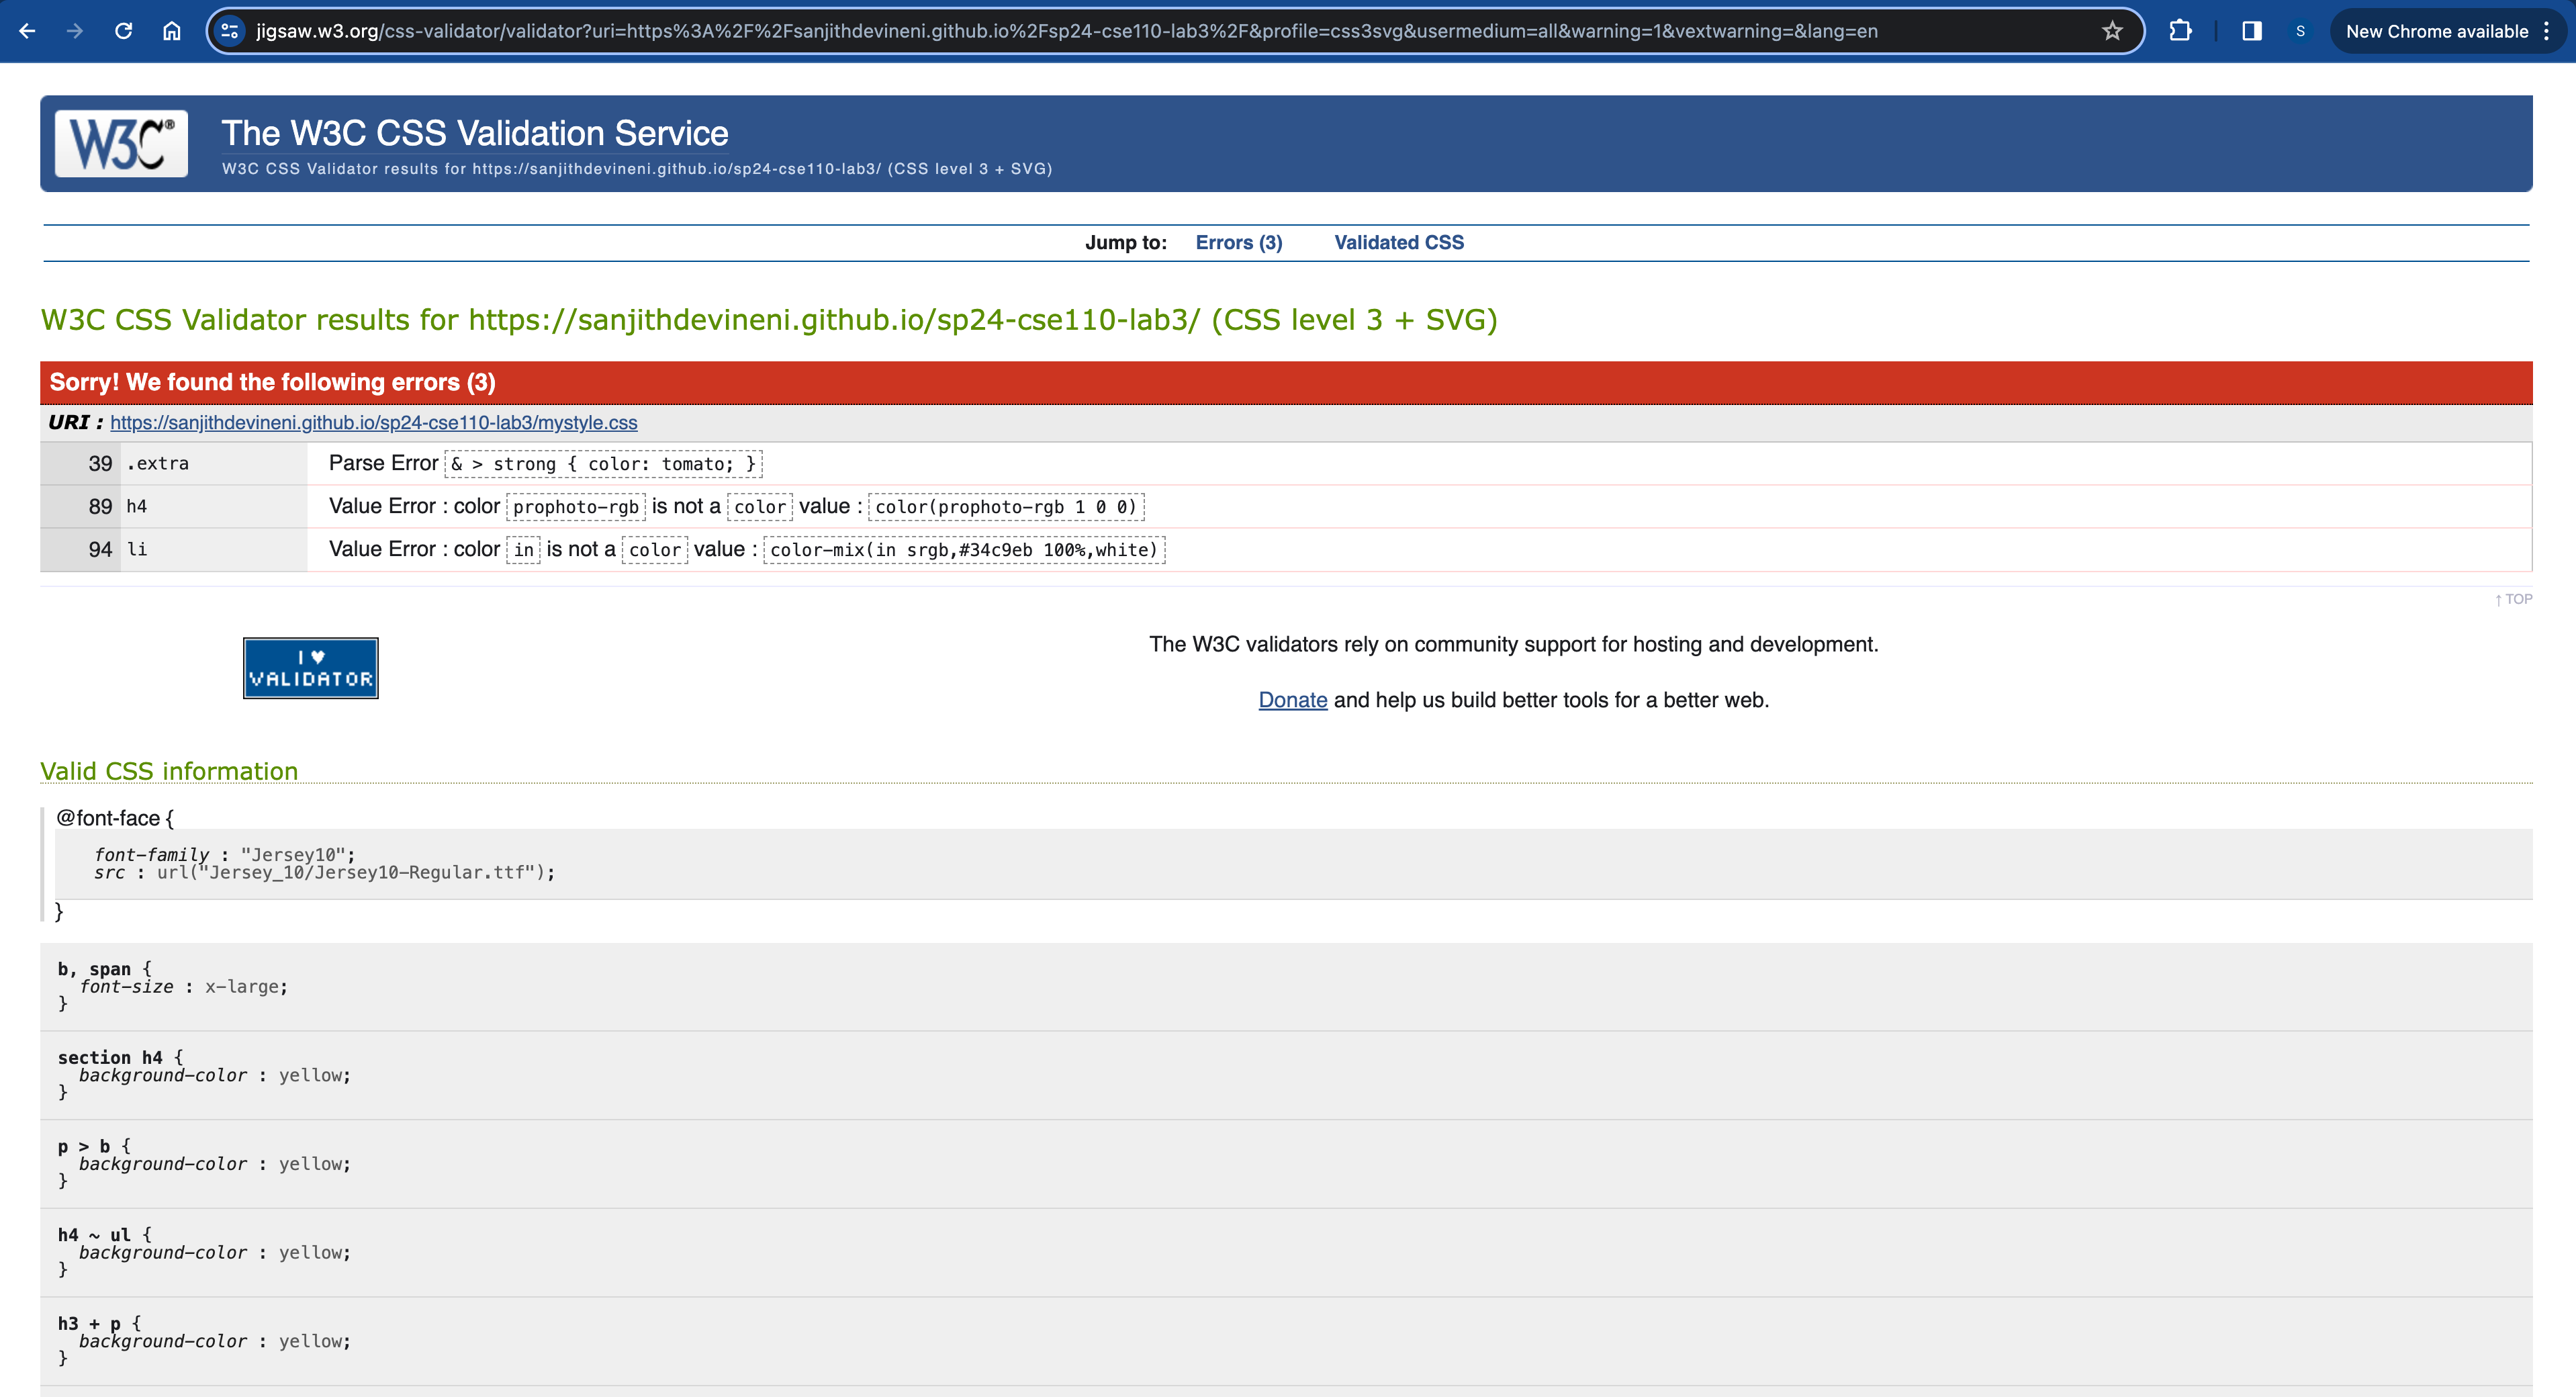 jigsaw.w3.org/css-validator/validator?uri=https%3A%2F%2Fsanjithdevineni.github.io%2Fsp24-cse110-lab3%2F&profile=css3svg&usermedium=all&warning=1&vextwarning=&lang=en
S
New Chrome available
W3C®
The W3C CSS Validation Service
W3C CSS Validator results for https://sanjithdevineni.github.io/sp24-cse110-lab3/ (CSS level 3 + SVG)
Jump to: Errors (3) Validated CSS
W3C CSS Validator results for https://sanjithdevineni.github.io/sp24-cse110-lab3/ (CSS level 3 + SVG)
Sorry! We found the following errors (3)
URI : https://sanjithdevineni.github.io/sp24-cse110-lab3/mystyle.css
39 .extra Parse Error & > strong { color: tomato; }
89 h4 Value Error : color prophoto-rgb is not a color value : color(prophoto-rgb 1 0 0)
94 li Value Error : color in is not a color value : color-mix(in srgb,#34c9eb 100%,white)
↑ TOP
I ♥
VALIDATOR
The W3C validators rely on community support for hosting and development.
Donate and help us build better tools for a better web.
Valid CSS information
@font-face {
font-family : "Jersey10";
src : url("Jersey_10/Jersey10-Regular.ttf");
}
b, span {
font-size : x-large;
}
section h4 {
background-color : yellow;
}
p > b {
background-color : yellow;
}
h4 ~ ul {
background-color : yellow;
}
h3 + p {
background-color : yellow;
}